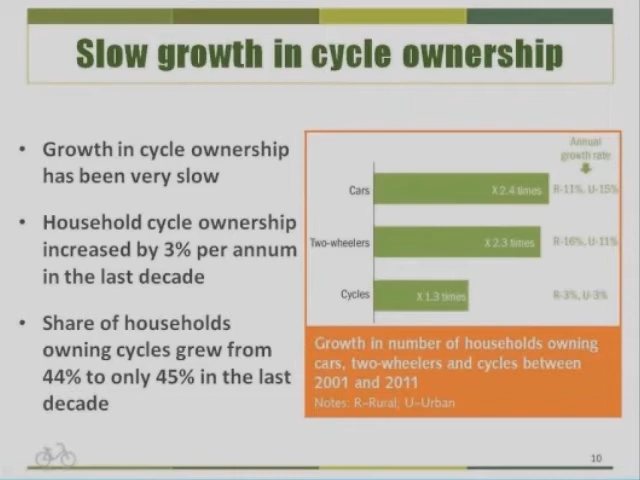 Slow growth in cycle ownership
• Growth in cycle ownership
has been very slow
• Household cycle ownership
increased by 3% per annum
in the last decade
• Share of households
owning cycles grew from
44% to only 45% in the last
decade
Annual
growth rate
Cars X 2.4 times R-11%, U-15%
Two-wheelers X 2.3 times R-16%, U-11%
Cycles X 1.3 times R-3%, U-3%
Growth in number of households owning
cars, two-wheelers and cycles between
2001 and 2011
Notes: R–Rural, U–Urban
10